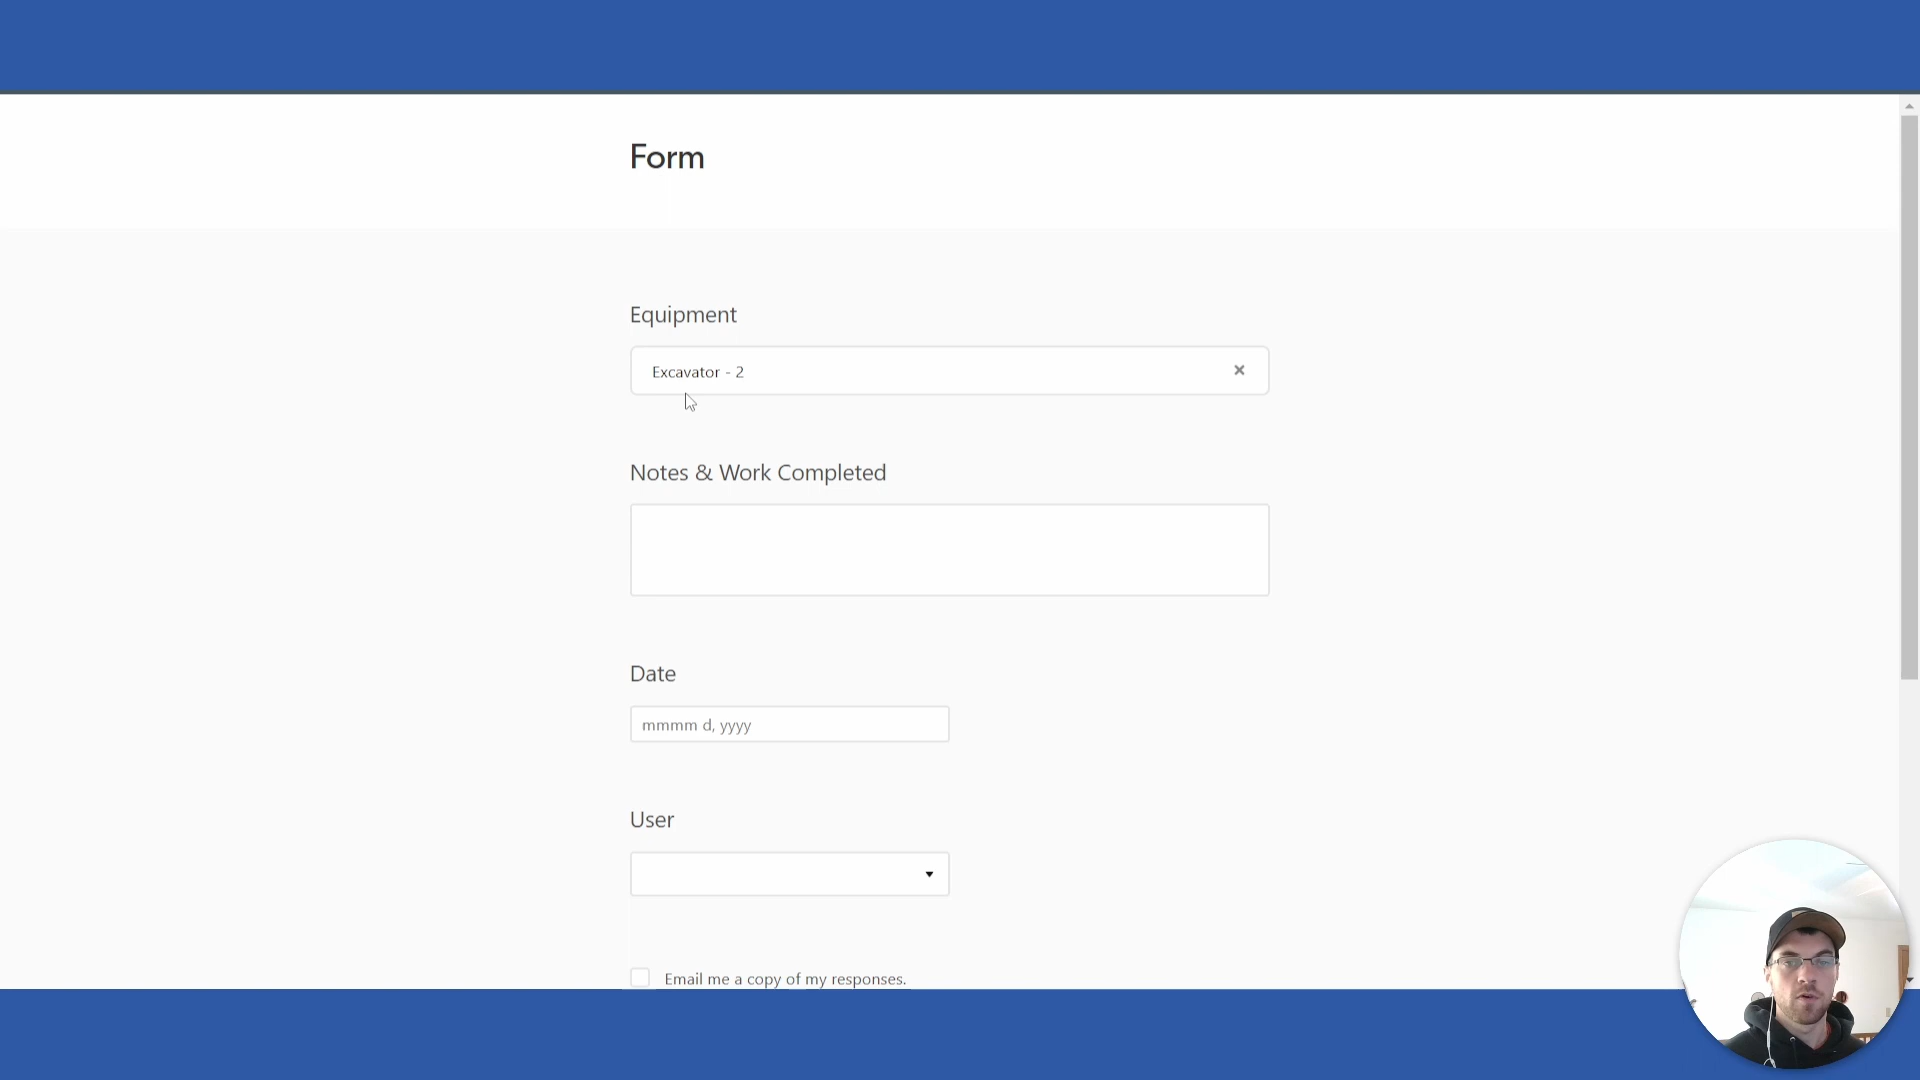 Form
Equipment
Excavator - 2
Notes & Work Completed
Date
mmmm d, yyyy
User
Email me a copy of my responses.